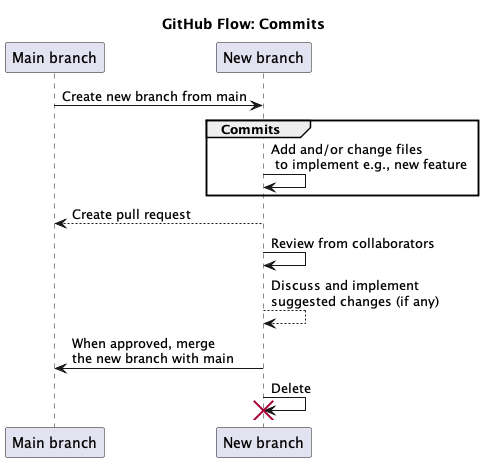 GitHub Flow: Commits
Main branch
New branch
Create new branch from main
Commits
Add and/or change files
to implement e.g., new feature
Create pull request
Review from collaborators
Discuss and implement
suggested changes (if any)
When approved, merge
the new branch with main
Delete
Main branch
New branch